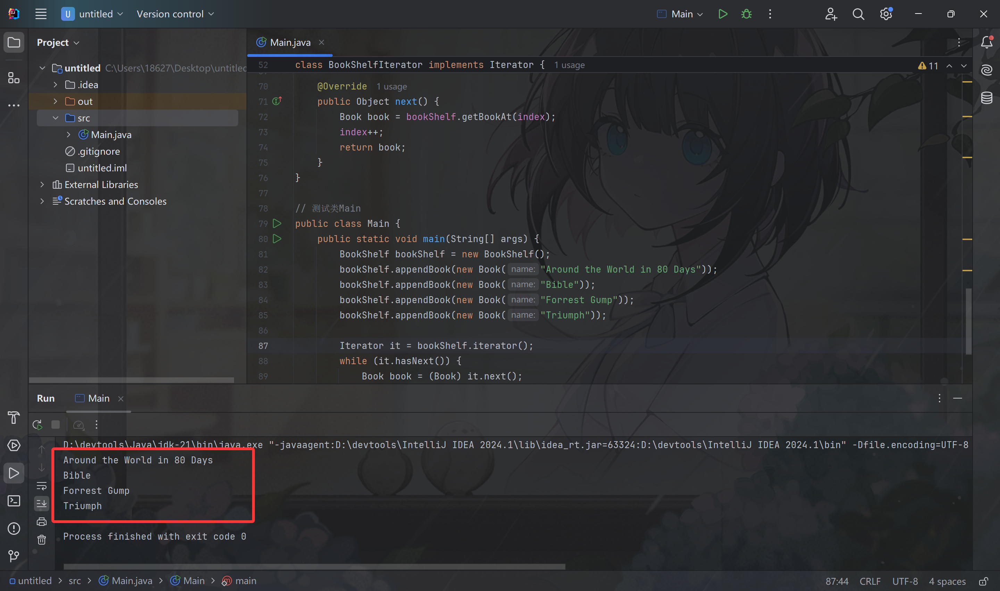 U untitled Version control Main
Project
Main.java
untitled C:\Users\18627\Desktop\untitled
.idea
out
src
Main.java
.gitignore
untitled.iml
External Libraries
Scratches and Consoles
52 class BookShelfIterator implements Iterator { 1 usage
11
70 @Override 1 usage
71 public Object next() {
72 Book book = bookShelf.getBookAt(index);
73 index++;
74 return book;
75 }
76 }
77
78 // 测试类Main
79 public class Main {
80 public static void main(String[] args) {
81 BookShelf bookShelf = new BookShelf();
82 bookShelf.appendBook(new Book( name: "Around the World in 80 Days"));
83 bookShelf.appendBook(new Book( name: "Bible"));
84 bookShelf.appendBook(new Book( name: "Forrest Gump"));
85 bookShelf.appendBook(new Book( name: "Triumph"));
86
87 Iterator it = bookShelf.iterator();
88 while (it.hasNext()) {
89 Book book = (Book) it.next();
Run Main
D:\devtools\Java\jdk-21\bin\java.exe "-javaagent:D:\devtools\IntelliJ IDEA 2024.1\lib\idea_rt.jar=63324:D:\devtools\IntelliJ IDEA 2024.1\bin" -Dfile.encoding=UTF-8
Around the World in 80 Days
Bible
Forrest Gump
Triumph
Process finished with exit code 0
untitled > src > Main.java > Main > main
87:44 CRLF UTF-8 4 spaces